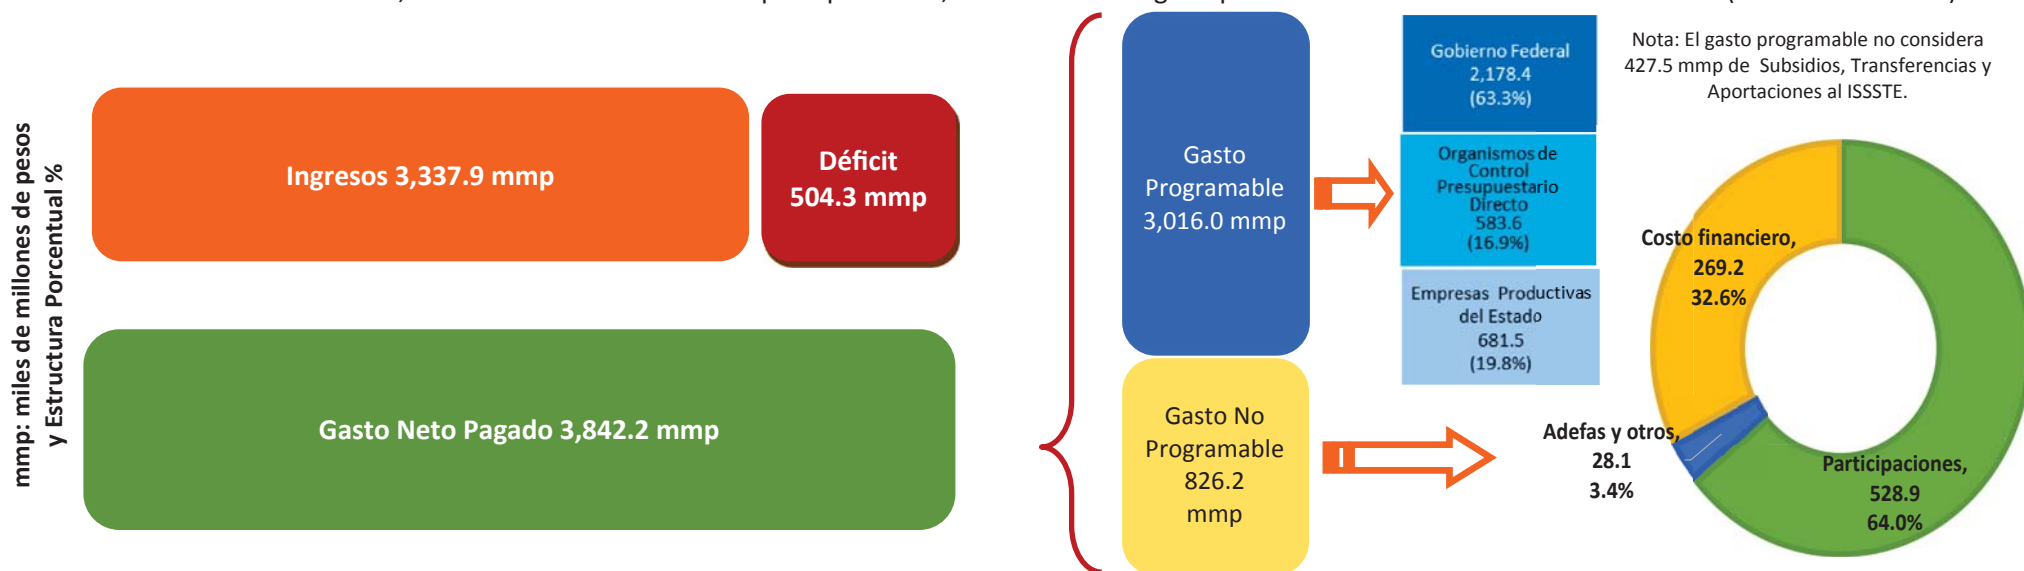 mmp: miles de millones de pesos
y Estructura Porcentual %
Ingresos 3,337.9 mmp
Déficit
504.3 mmp
Gasto Neto Pagado 3,842.2 mmp
Gasto
Programable
3,016.0 mmp
Gasto No
Programable
826.2
mmp
Gobierno Federal
2,178.4
(63.3%)
Organismos de
Control
Presupuestario
Directo
583.6
(16.9%)
Empresas Productivas
del Estado
681.5
(19.8%)
Nota: El gasto programable no considera
427.5 mmp de Subsidios, Transferencias y
Aportaciones al ISSSTE.
Costo financiero,
269.2
32.6%
Adefas y otros,
28.1
3.4%
Participaciones,
528.9
64.0%